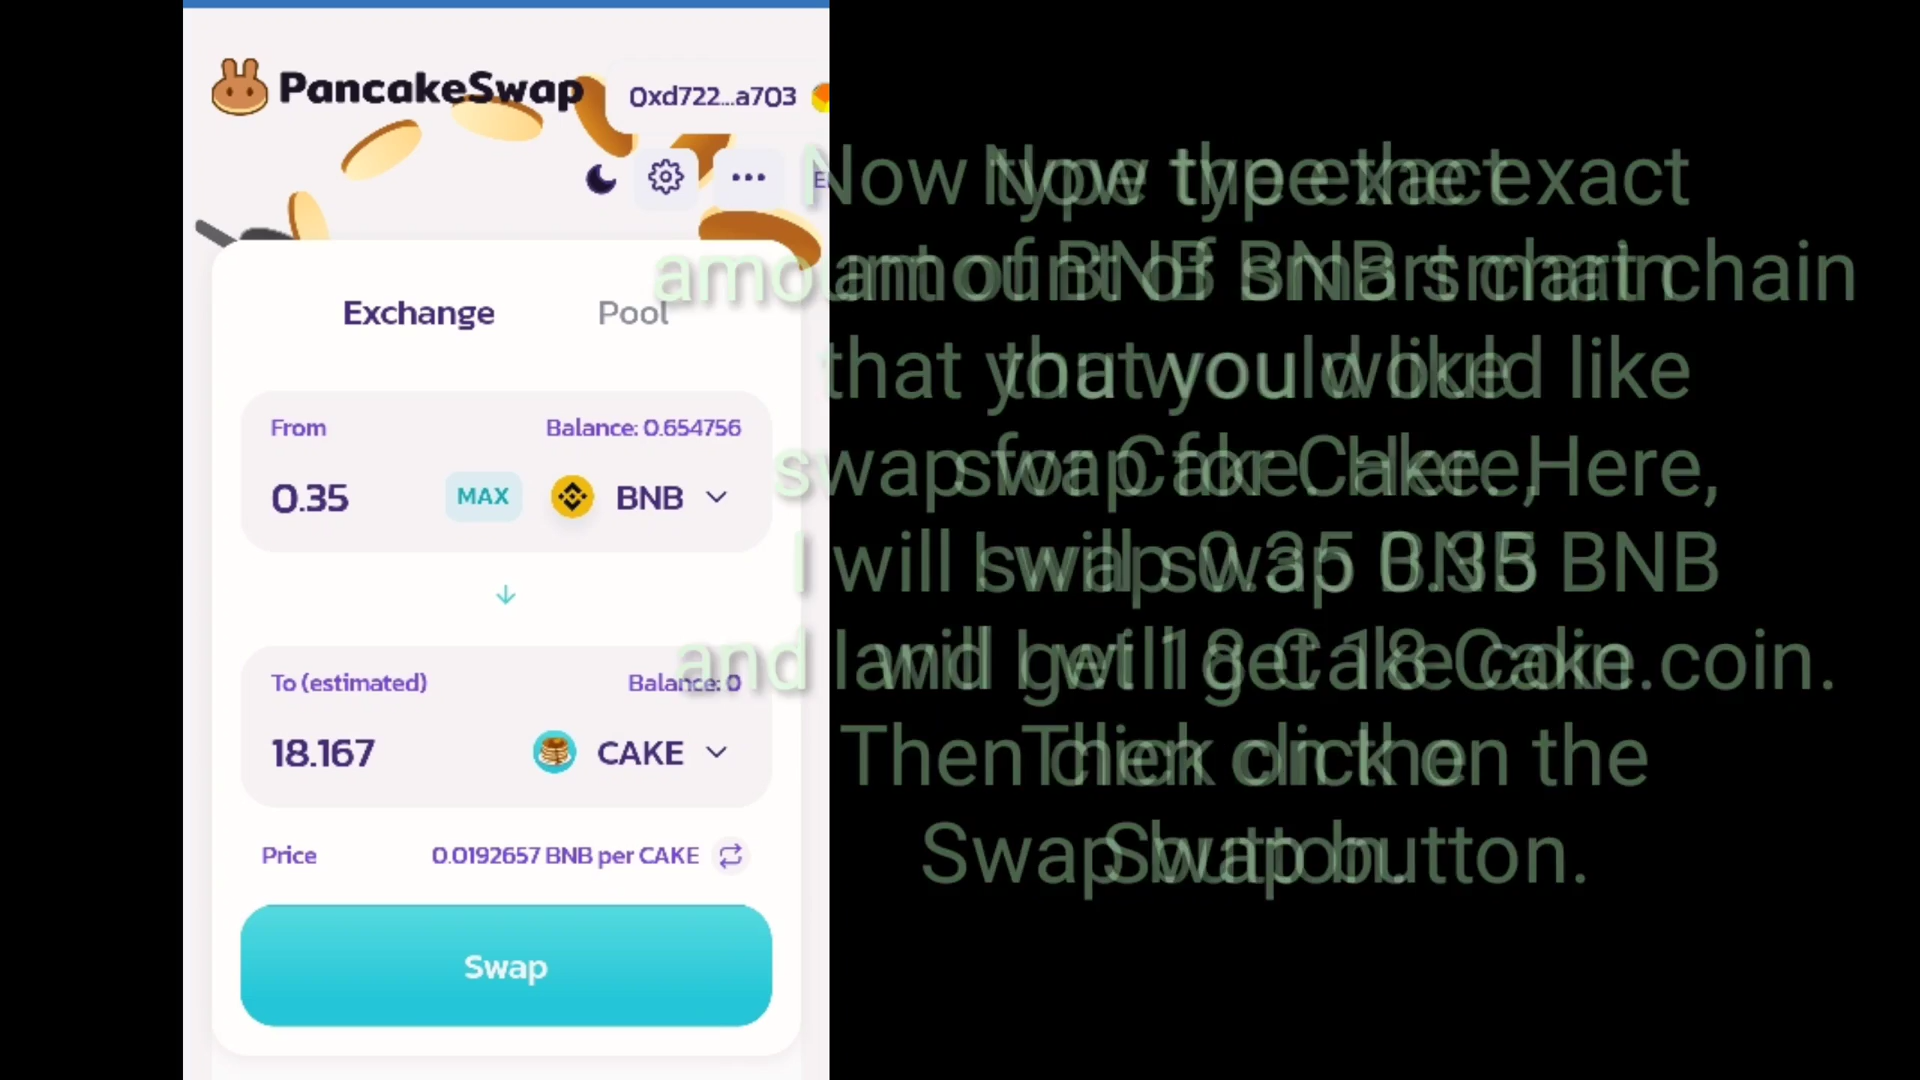 PancakeSwap
0xd722...a703
Exchange
Pool
From
Balance: 0.654756
0.35
MAX
BNB
To (estimated)
Balance: 0
18.167
CAKE
Price
0.0192657 BNB per CAKE
Swap
Now type the exact
amount of BNB smart chain
that you would like
swap for Cake. Here,
I will swap 0.35 BNB
and I will get 18 Cake coin.
Then click on the
Swap button.